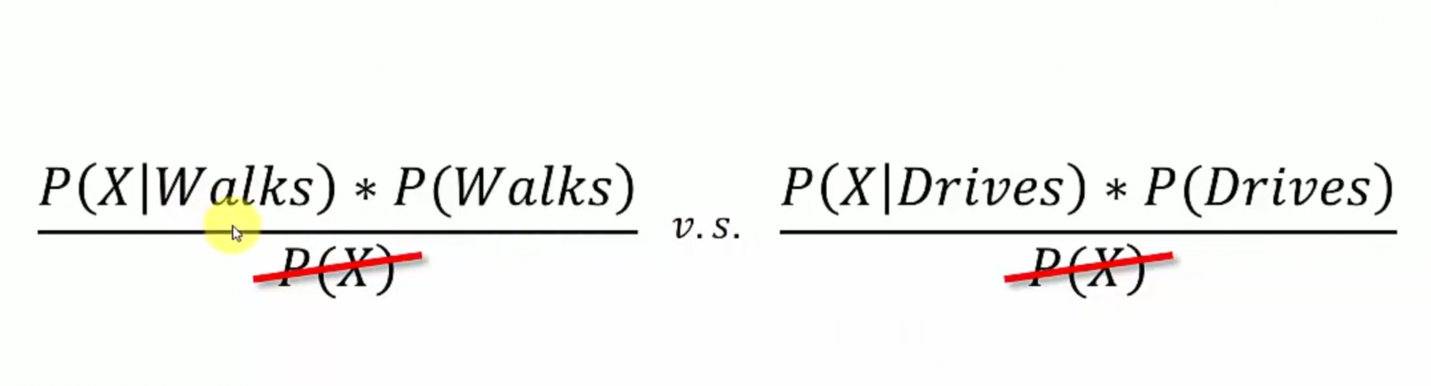 P(X|Walks) * P(Walks)
P(X)
v.s.
P(X|Drives) * P(Drives)
P(X)